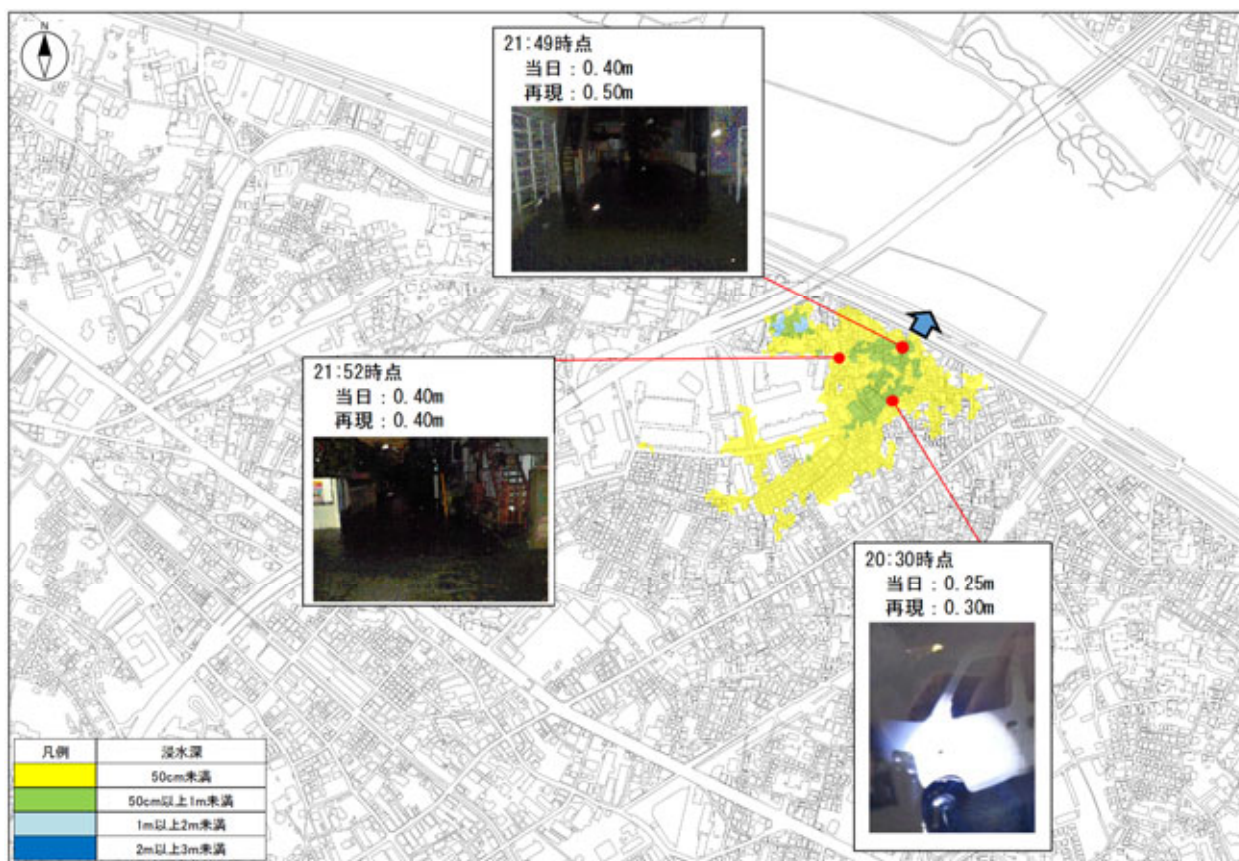 N
21:49時点
当日：0.40m
再現：0.50m
21:52時点
当日：0.40m
再現：0.40m
20:30時点
当日：0.25m
再現：0.30m
凡例 浸水深
50cm未満
50cm以上1m未満
1m以上2m未満
2m以上3m未満